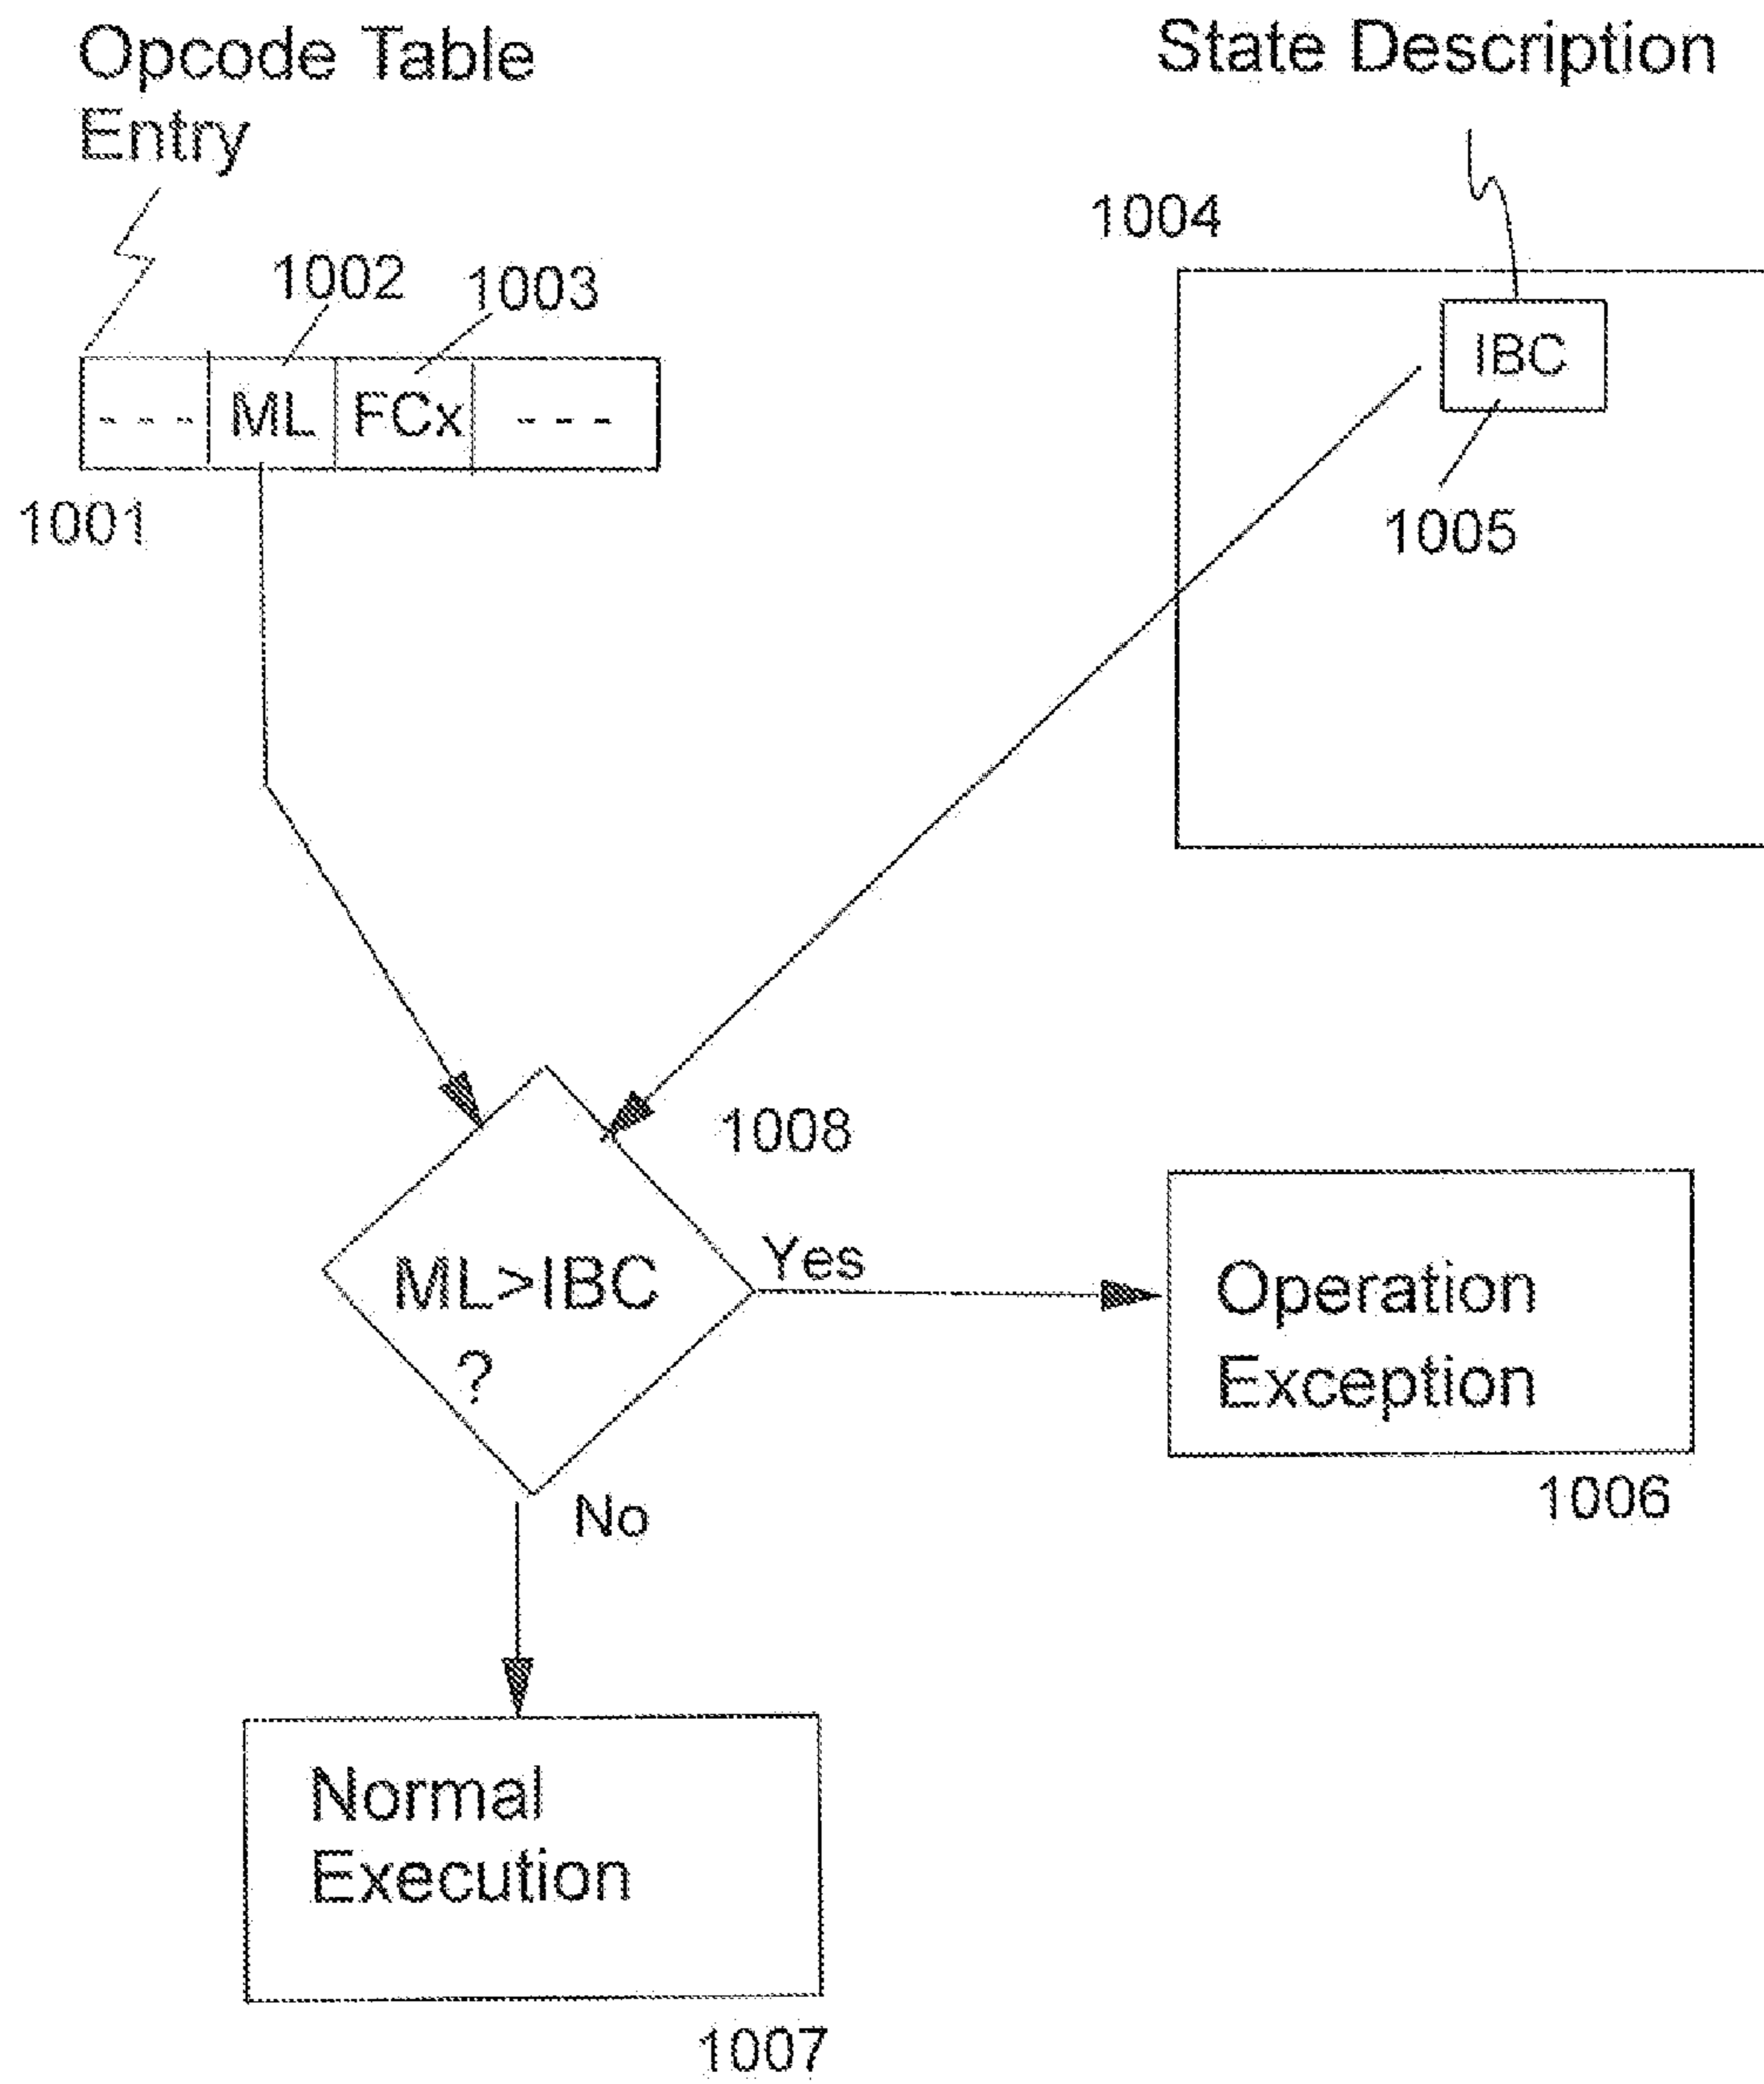 Opcode Table
Entry
State Description
1002
1003
1004
--- ML FCx ---
IBC
1001
1005
1008
ML>IBC
?
Yes
Operation
Exception
1006
No
Normal
Execution
1007